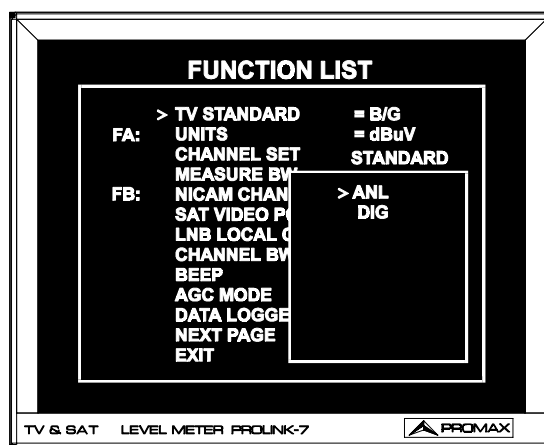 FUNCTION LIST
> TV STANDARD = B/G
FA: UNITS = dBuV
CHANNEL SET STANDARD
MEASURE BW
FB: NICAM CHAN > ANL
SAT VIDEO DIG
LNB LOCAL
CHANNEL BW
BEEP
AGC MODE
DATA LOGGE
NEXT PAGE
EXIT
TV & SAT LEVEL METER PROLINK-7 PROMAX